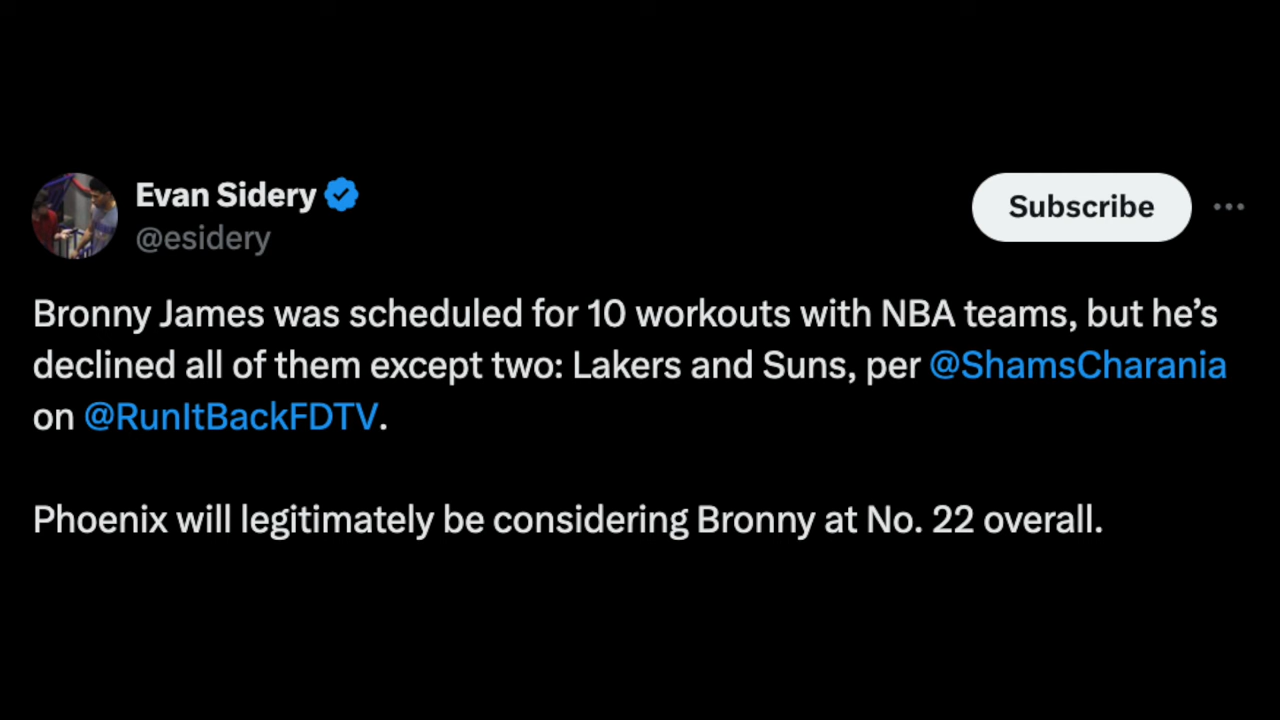 Evan Sidery
@esidery
Subscribe
Bronny James was scheduled for 10 workouts with NBA teams, but he’s
declined all of them except two: Lakers and Suns, per @ShamsCharania
on @RunItBackFDTV.
Phoenix will legitimately be considering Bronny at No. 22 overall.